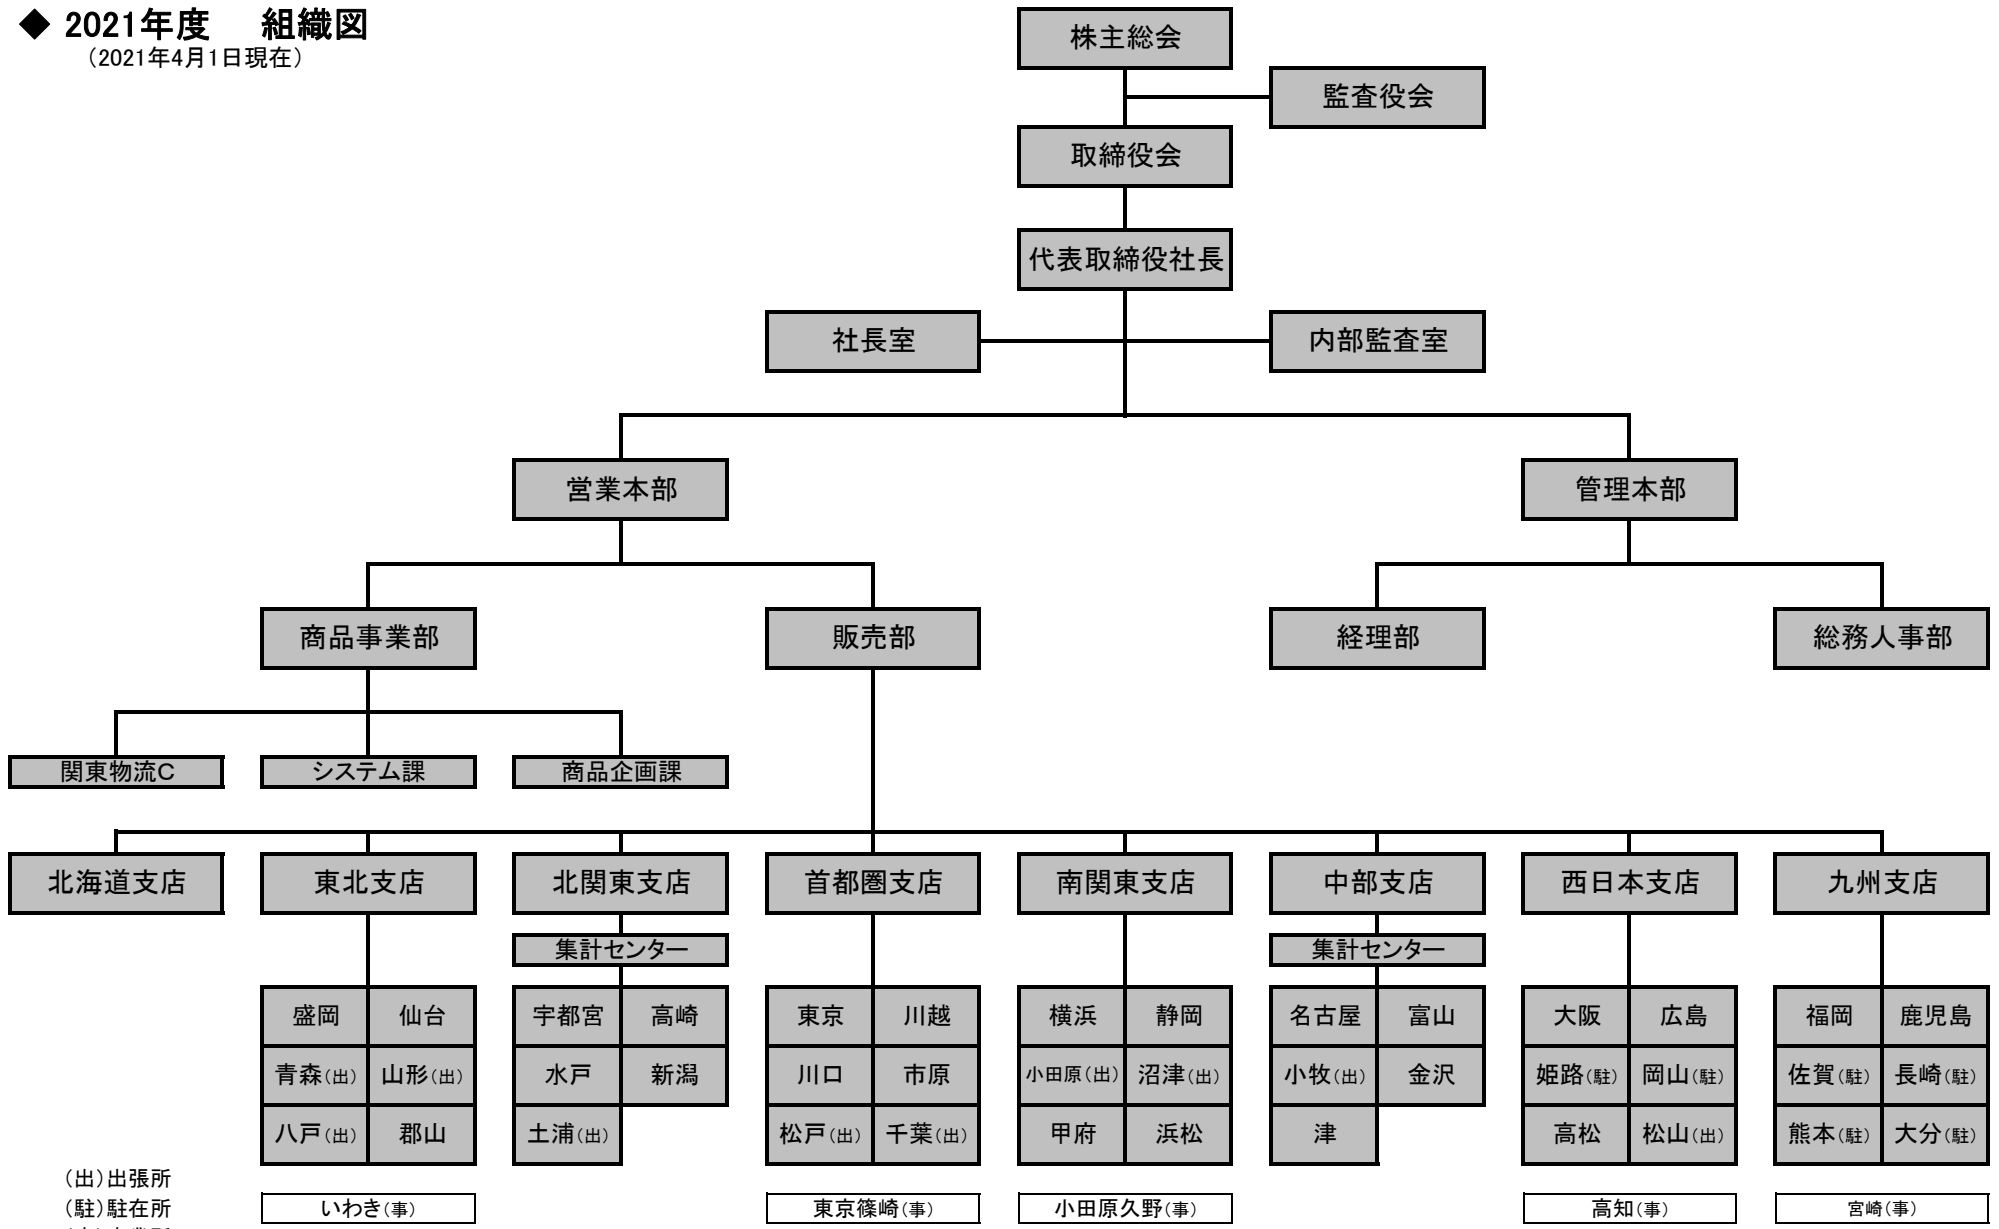 ◆ 2021年度　組織図
（2021年4月1日現在）
株主総会
監査役会
取締役会
代表取締役社長
社長室　内部監査室
営業本部　管理本部
商品事業部　販売部　経理部　総務人事部
関東物流C　システム課　商品企画課
北海道支店　東北支店　北関東支店　首都圏支店　南関東支店　中部支店　西日本支店　九州支店
集計センター　集計センター
盛岡　仙台　宇都宮　高崎　東京　川越　横浜　静岡　名古屋　富山　大阪　広島　福岡　鹿児島
青森（出）　山形（出）　水戸　新潟　川口　市原　小田原（出）　沼津（出）　小牧（出）　金沢　姫路（駐）　岡山（駐）　佐賀（駐）　長崎（駐）
八戸（出）　郡山　土浦（出）　松戸（出）　千葉（出）　甲府　浜松　津　高松　松山（出）　熊本（駐）　大分（駐）
（出）出張所
（駐）駐在所
いわき（事）　東京篠崎（事）　小田原久野（事）　高知（事）　宮崎（事）